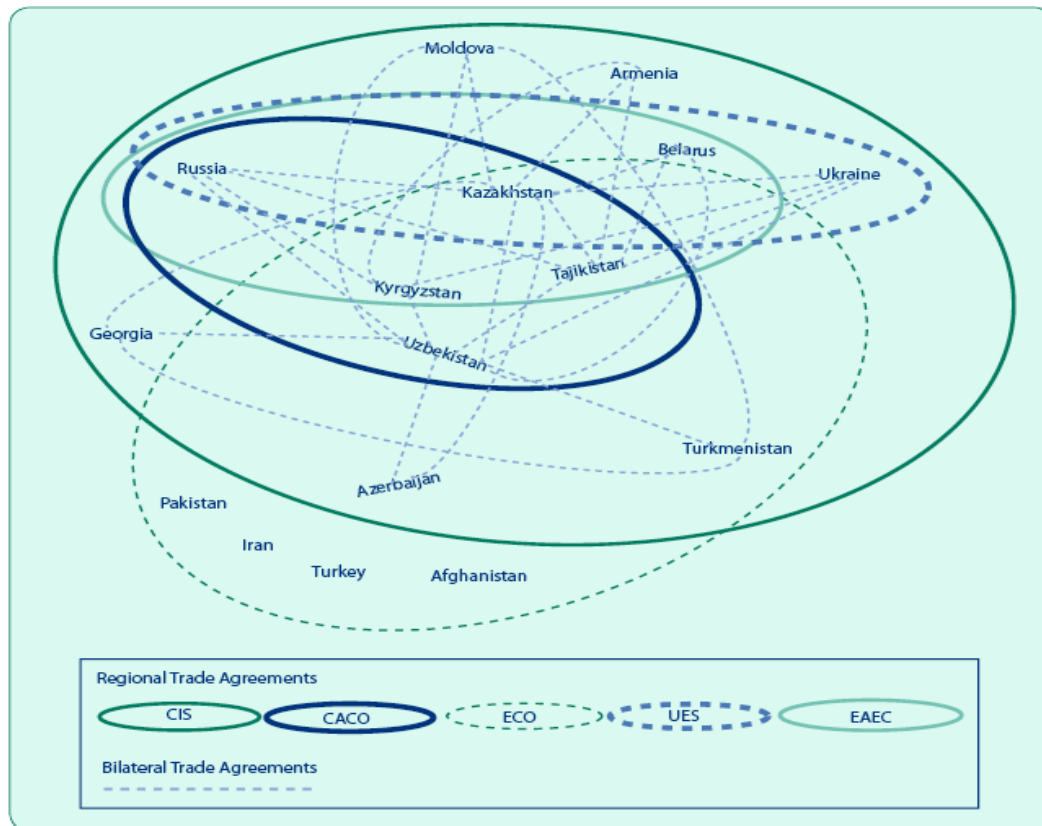 Moldova
Armenia
Belarus
Russia
Ukraine
Kazakhstan
Tajikistan
Kyrgyzstan
Georgia
Uzbekistan
Turkmenistan
Azerbaijan
Pakistan
Iran
Turkey
Afghanistan
Regional Trade Agreements
CIS
CACO
ECO
UES
EAEC
Bilateral Trade Agreements